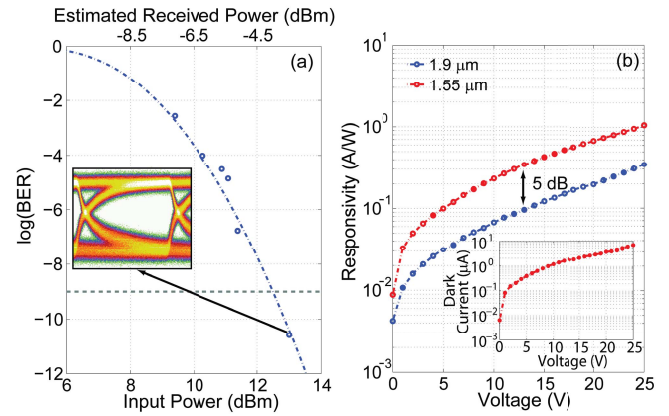 Estimated Received Power (dBm)
-8.5 -6.5 -4.5
0
-2
-4
-6
-8
-10
-12
log(BER)
(a)
6 8 10 12 14
Input Power (dBm)
10^1
10^0
10^-1
10^-2
10^-3
Responsivity (A/W)
(b)
1.9 μm
1.55 μm
5 dB
10^1
10^0
10^-1
10^-2
10^-3
Dark
Current (μA)
0 5 10 15 20 25
Voltage (V)
0 5 10 15 20 25
Voltage (V)